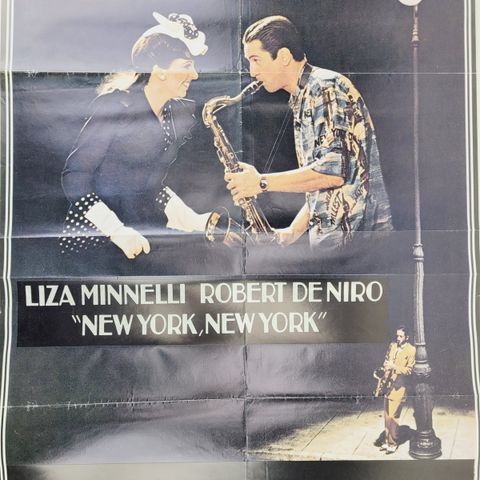 LIZA MINNELLI ROBERT DE NIRO
"NEW YORK, NEW YORK"